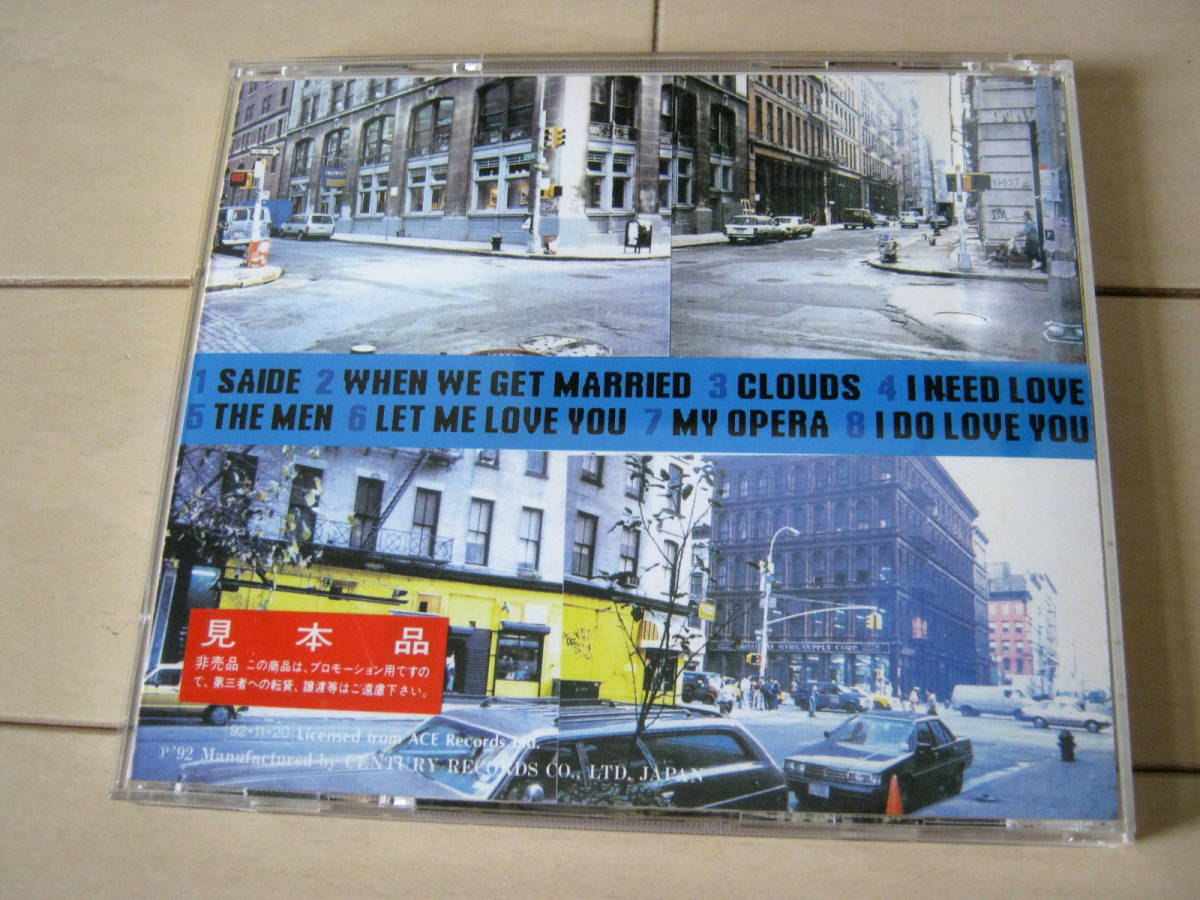 1 SAIDE 2 WHEN WE GET MARRIED 3 CLOUDS 4 I NEED LOVE
5 THE MEN 6 LET ME LOVE YOU 7 MY OPERA 8 I DO LOVE YOU
SUPPLY CORP.
見本品
非売品 この商品は、プロモーション用ですの
で、第三者への転貸、譲渡等はご遠慮下さい。
92・11・20 Licensed from ACE Records Ltd.
P'92 Manufactured by CENTURY RECORDS CO., LTD, JAPAN